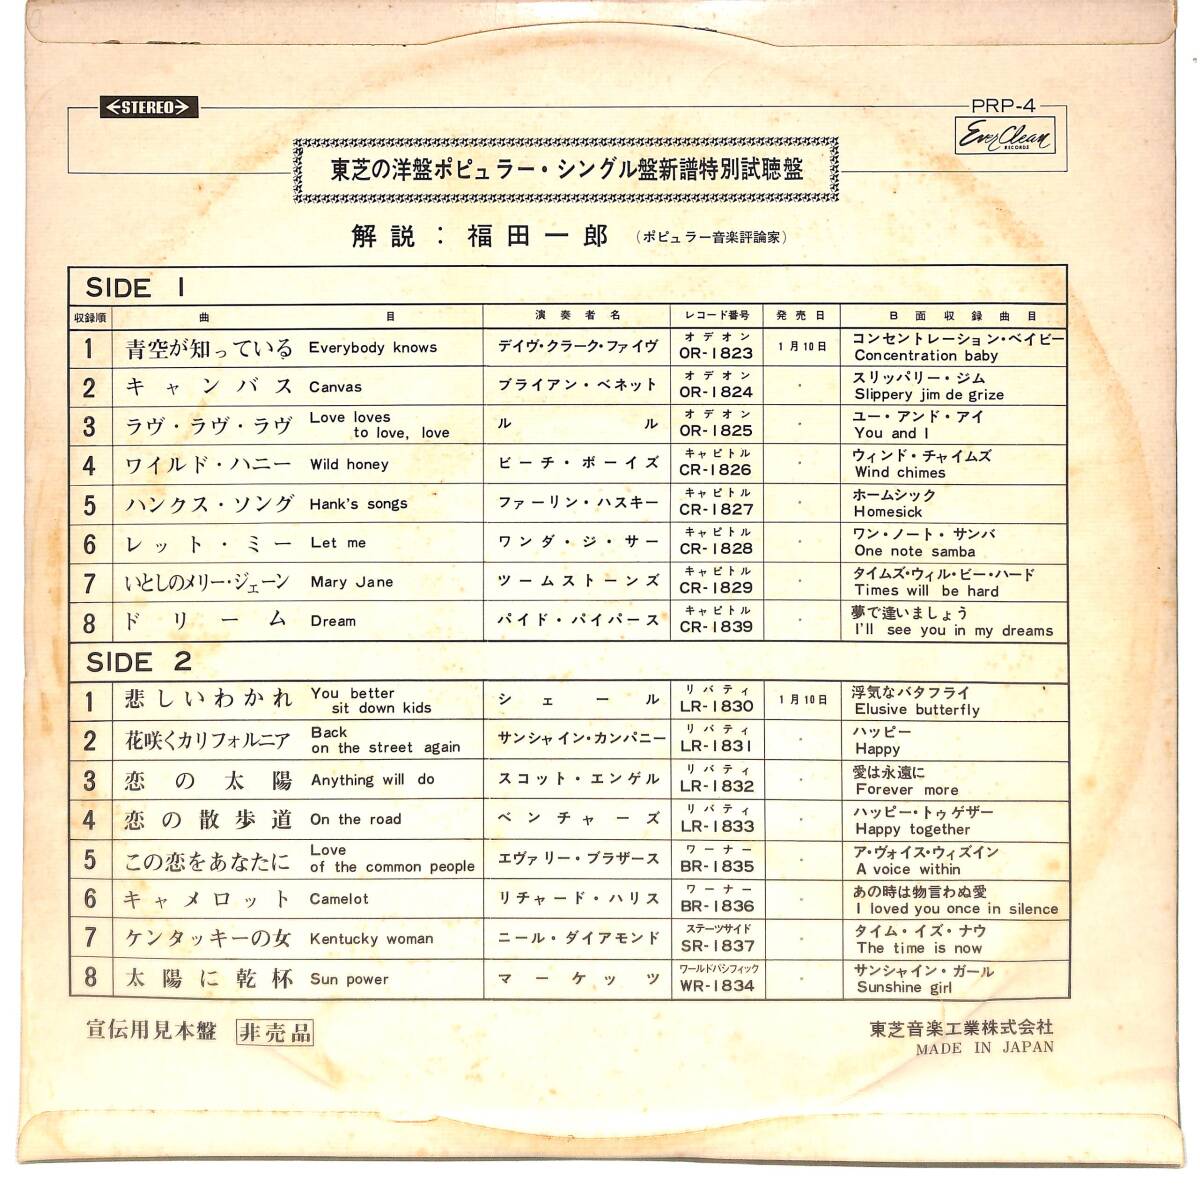 STEREO
PRP-4
Ever Clean
RECORDS
東芝の洋盤ポピュラー・シングル盤新譜特別試聴盤
解説：福田一郎（ポピュラー音楽評論家）
SIDE 1
収録順 曲目 演奏者名 レコード番号 発売日 B面収録曲目
1 青空が知っている Everybody knows デイヴ・クラーク・ファイヴ オデオン OR-1823 1月10日 コンセントレーション・ベイビー Concentration baby
2 キャンバス Canvas ブライアン・ベネット オデオン OR-1824 〃 スリッパリー・ジム Slippery jim de grize
3 ラヴ・ラヴ・ラヴ Love loves to love, love ルル オデオン OR-1825 〃 ユー・アンド・アイ You and I
4 ワイルド・ハニー Wild honey ビーチ・ボーイズ キャピトル CR-1826 〃 ウィンド・チャイムズ Wind chimes
5 ハンクス・ソング Hank's songs ファーリン・ハスキー キャピトル CR-1827 〃 ホームシック Homesick
6 レット・ミー Let me ワンダ・ジ・サー キャピトル CR-1828 〃 ワン・ノート・サンバ One note samba
7 いとしのメリー・ジェーン Mary Jane ツームストーンズ キャピトル CR-1829 〃 タイムズ・ウィル・ビー・ハード Times will be hard
8 ドリーム Dream パイド・パイパース キャピトル CR-1839 夢で逢いましょう I'll see you in my dreams
SIDE 2
1 悲しいわかれ You better sit down kids シェール リバティ LR-1830 1月10日 浮気なバタフライ Elusive butterfly
2 花咲くカリフォルニア Back on the street again サンシャイン・カンパニー リバティ LR-1831 〃 ハッピー Happy
3 恋の太陽 Anything will do スコット・エンゲル リバティ LR-1832 〃 愛は永遠に Forever more
4 恋の散歩道 On the road ベンチャーズ リバティ LR-1833 〃 ハッピー・トゥゲザー Happy together
5 この恋をあなたに Love of the common people エヴァリー・ブラザース ワーナー BR-1835 〃 ア・ヴォイス・ウィズイン A voice within
6 キャメロット Camelot リチャード・ハリス ワーナー BR-1836 〃 あの時は物言わぬ愛 I loved you once in silence
7 ケンタッキーの女 Kentucky woman ニール・ダイアモンド ステーツサイド SR-1837 〃 タイム・イズ・ナウ The time is now
8 太陽に乾杯 Sun power マーケッツ ワールドパシフィック WR-1834 〃 サンシャイン・ガール Sunshine girl
宣伝用見本盤 非売品
東芝音楽工業株式会社
MADE IN JAPAN